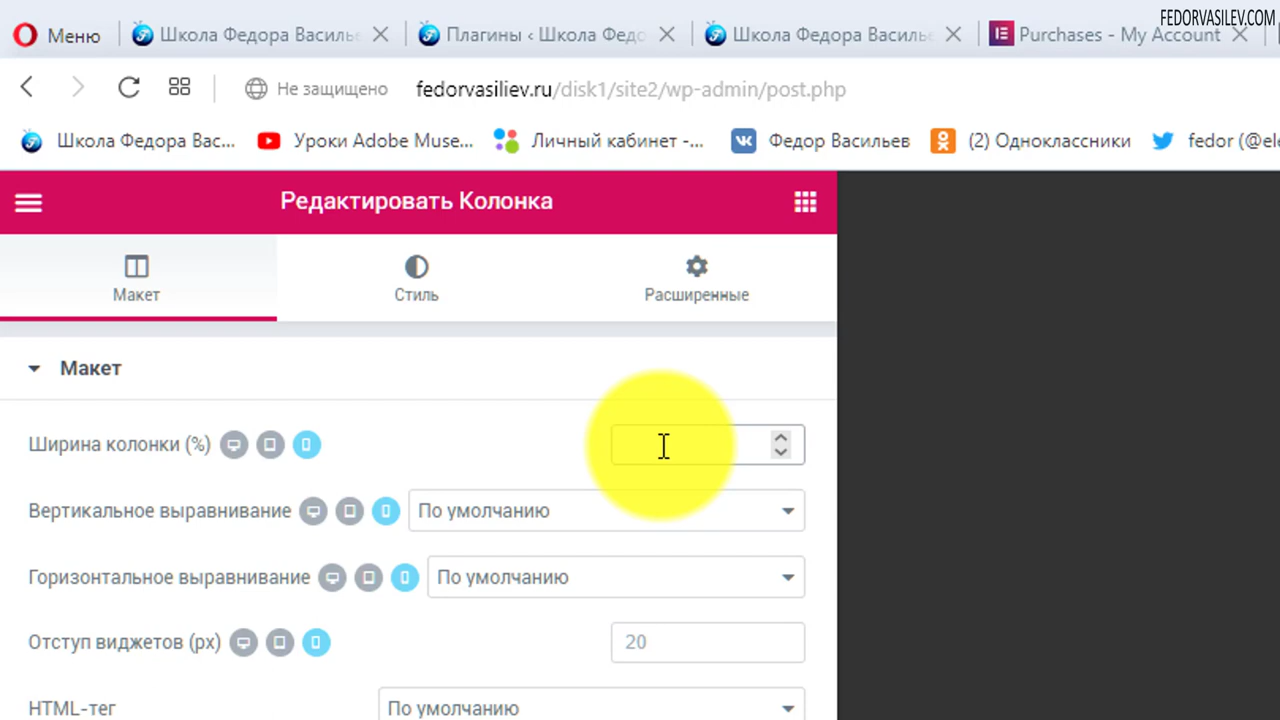 FEDORVASILEV.COM
Меню
Школа Федора Василье
Плагины ‹ Школа Федо
Школа Федора Василье
Purchases - My Account
Не защищено
fedorvasiliev.ru/disk1/site2/wp-admin/post.php
Школа Федора Вас...
Уроки Adobe Muse...
Личный кабинет -...
Федор Васильев
(2) Одноклассники
fedor (@ele
Редактировать Колонка
Макет
Стиль
Расширенные
Макет
Ширина колонки (%)
Вертикальное выравнивание
По умолчанию
Горизонтальное выравнивание
По умолчанию
Отступ виджетов (px)
20
HTML-тег
По умолчанию